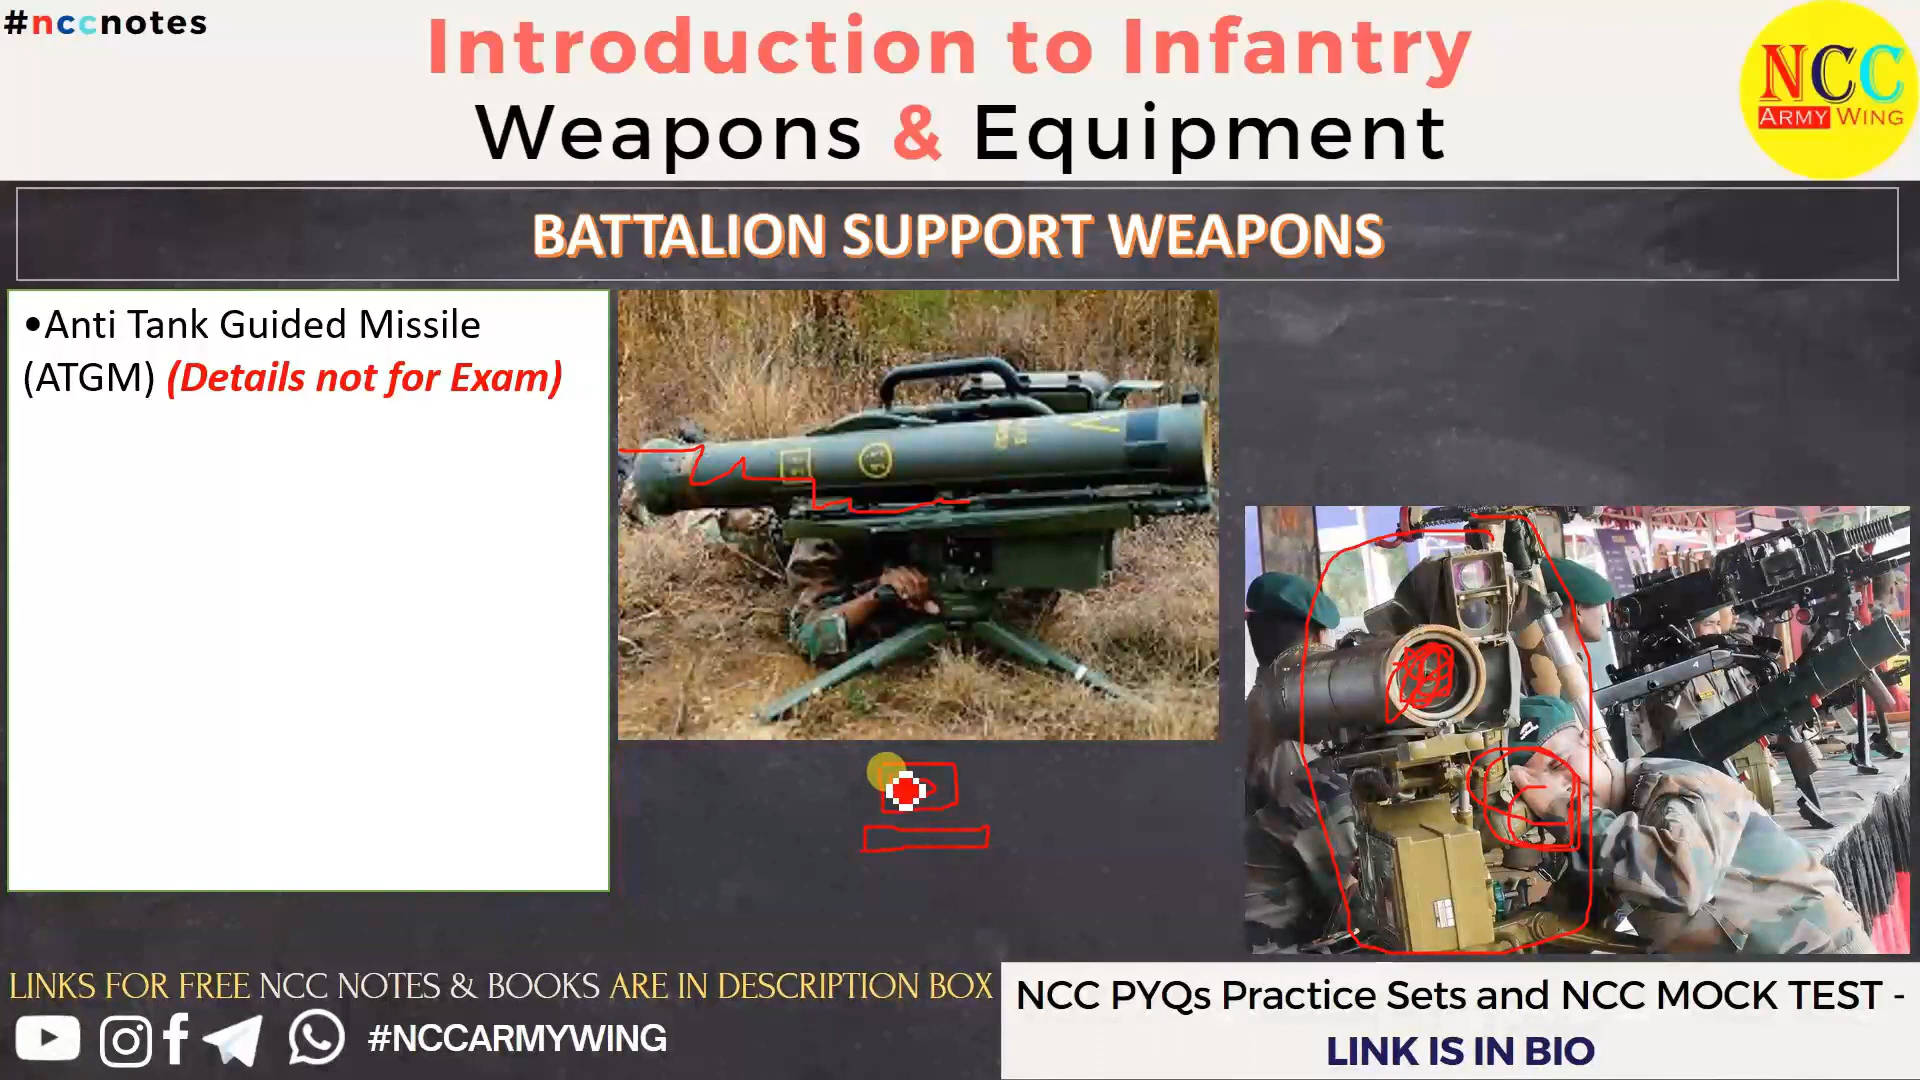 #nccnotes
Introduction to Infantry
Weapons & Equipment
NCC
ARMY WING
BATTALION SUPPORT WEAPONS
•Anti Tank Guided Missile
(ATGM) (Details not for Exam)
LINKS FOR FREE NCC NOTES & BOOKS ARE IN DESCRIPTION BOX
#NCCARMYWING
NCC PYQs Practice Sets and NCC MOCK TEST -
LINK IS IN BIO